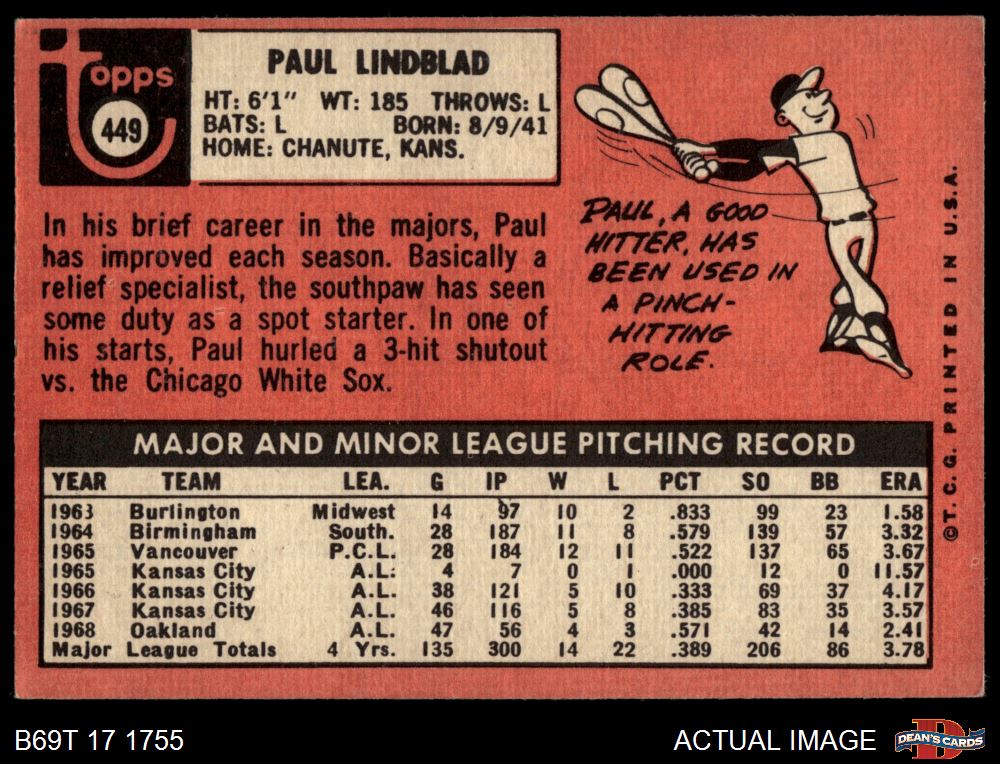 Topps
449
PAUL LINDBLAD
HT: 6'1" WT: 185 THROWS: L
BATS: L BORN: 8/9/41
HOME: CHANUTE, KANS.
In his brief career in the majors, Paul
has improved each season. Basically a
relief specialist, the southpaw has seen
some duty as a spot starter. In one of
his starts, Paul hurled a 3-hit shutout
vs. the Chicago White Sox.
PAUL, A GOOD
HITTER, HAS
BEEN USED IN
A PINCH-
HITTING
ROLE.
©T. C. G. PRINTED IN U.S.A.
MAJOR AND MINOR LEAGUE PITCHING RECORD
YEAR TEAM LEA. G IP W L PCT SO BB ERA
1963 Burlington Midwest 14 97 10 2 .833 99 23 1.58
1964 Birmingham South. 28 187 11 8 .579 139 57 3.32
1965 Vancouver P.C.L. 28 184 12 11 .522 137 65 3.67
1965 Kansas City A.L. 4 7 0 1 .000 12 0 11.57
1966 Kansas City A.L. 38 121 5 10 .333 69 37 4.17
1967 Kansas City A.L. 46 116 5 8 .385 83 35 3.57
1968 Oakland A.L. 47 56 4 3 .571 42 14 2.41
Major League Totals 4 Yrs. 135 300 14 22 .389 206 86 3.78
B69T 17 1755
ACTUAL IMAGE
DEAN'S CARDS